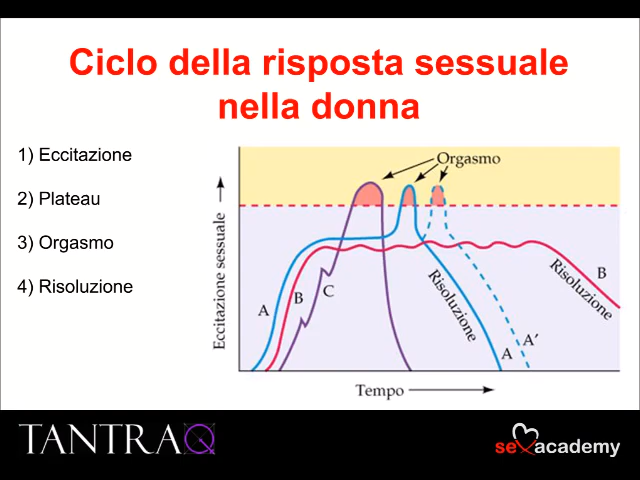 Ciclo della risposta sessuale
nella donna
1) Eccitazione
2) Plateau
3) Orgasmo
4) Risoluzione
Orgasmo
Eccitazione sessuale
A
B
C
Risoluzione
A
A’
Risoluzione
B
Tempo
TANTRAQ
sexacademy